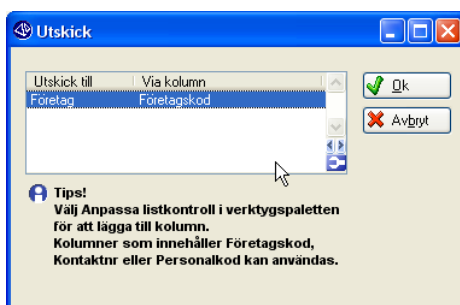 Utskick
Utskick till Via kolumn
Företag Företagskod
Ok
Avbryt
Tips!
Välj Anpassa listkontroll i verktygspaletten
för att lägga till kolumn.
Kolumner som innehåller Företagskod,
Kontaktnr eller Personalkod kan användas.